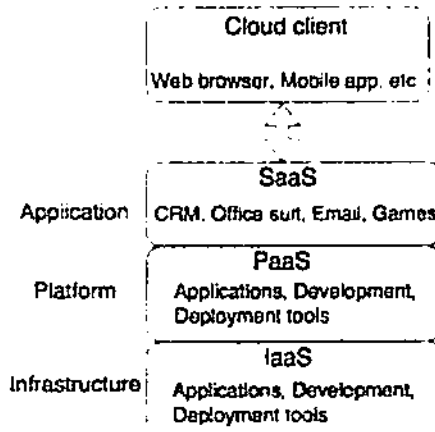 Cloud client
Web browser, Mobile app, etc
SaaS
Application
CRM, Office surt, Email, Games
PaaS
Platform
Applications, Development,
Deployment tools
IaaS
Infrastructure
Applications, Development,
Deployment tools